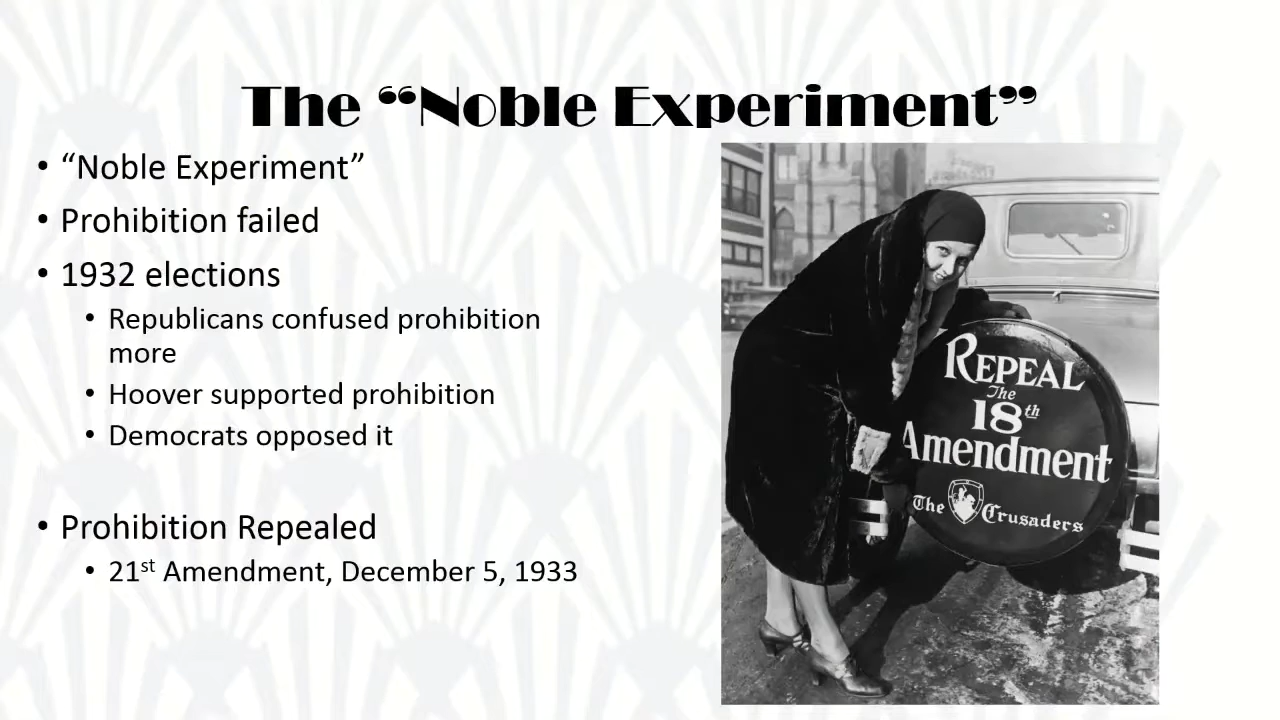 The “Noble Experiment”
• “Noble Experiment”
• Prohibition failed
• 1932 elections
• Republicans confused prohibition
more
• Hoover supported prohibition
• Democrats opposed it
• Prohibition Repealed
• 21st Amendment, December 5, 1933
REPEAL
The
18th
Amendment
The Crusaders